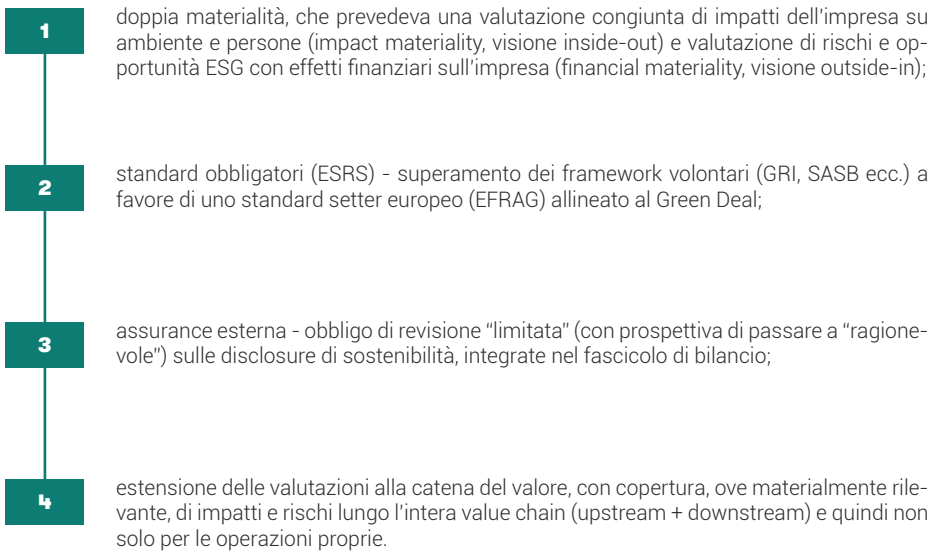 1
doppia materialità, che prevedeva una valutazione congiunta di impatti dell'impresa su
ambiente e persone (impact materiality, visione inside-out) e valutazione di rischi e op-
portunità ESG con effetti finanziari sull'impresa (financial materiality, visione outside-in);
2
standard obbligatori (ESRS) - superamento dei framework volontari (GRI, SASB ecc.) a
favore di uno standard setter europeo (EFRAG) allineato al Green Deal;
3
assurance esterna - obbligo di revisione “limitata” (con prospettiva di passare a “ragione-
vole”) sulle disclosure di sostenibilità, integrate nel fascicolo di bilancio;
4
estensione delle valutazioni alla catena del valore, con copertura, ove materialmente rile-
vante, di impatti e rischi lungo l'intera value chain (upstream + downstream) e quindi non
solo per le operazioni proprie.